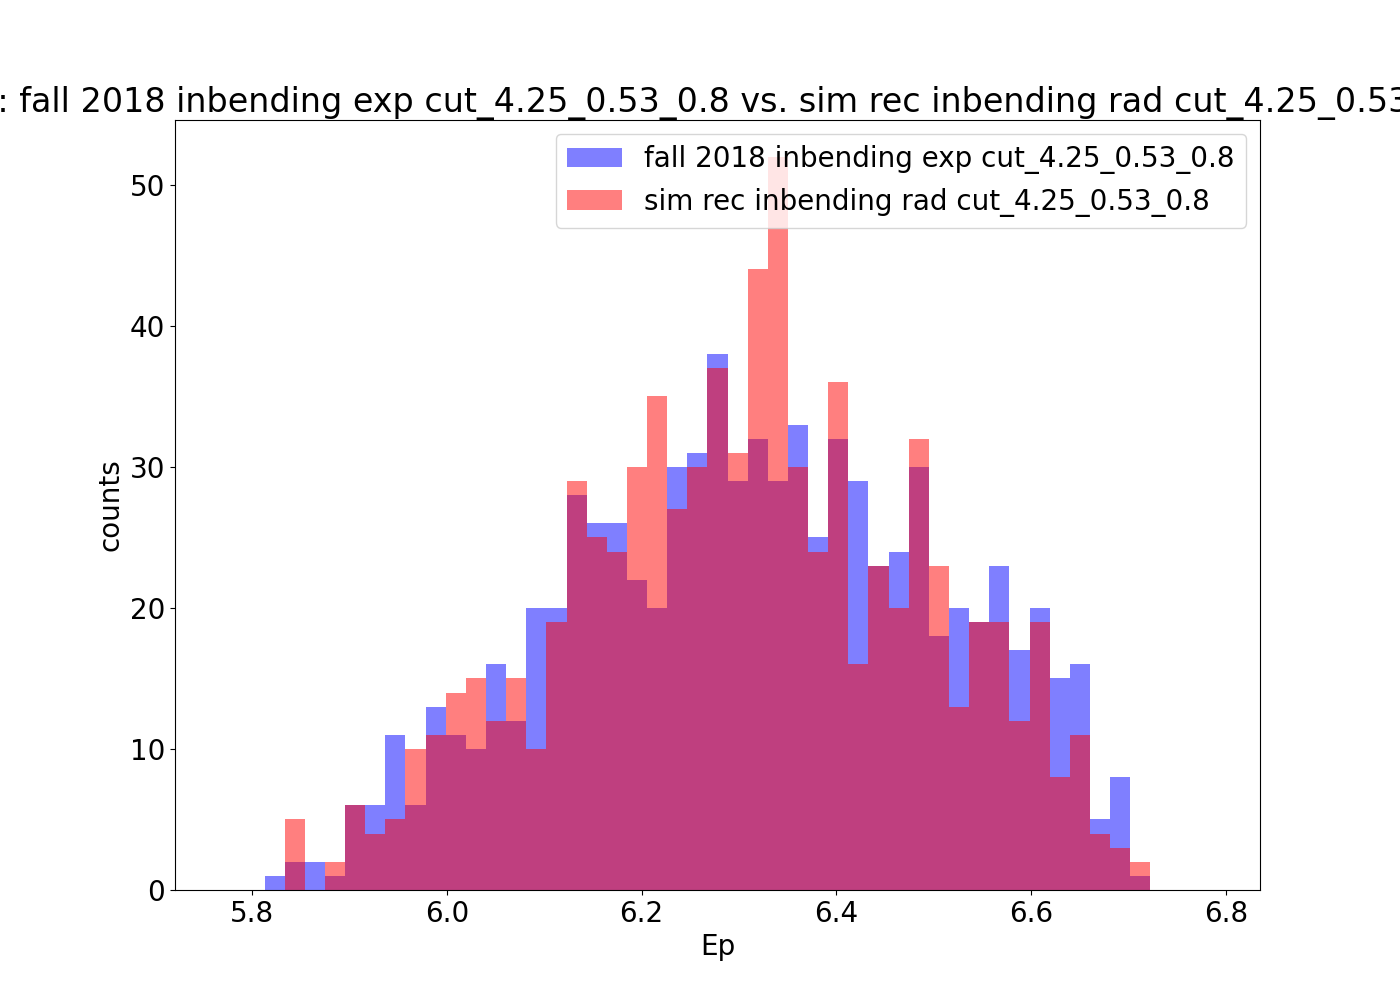 : fall 2018 inbending exp cut_4.25_0.53_0.8 vs. sim rec inbending rad cut_4.25_0.53
fall 2018 inbending exp cut_4.25_0.53_0.8
sim rec inbending rad cut_4.25_0.53_0.8
50
40
30
20
10
0
counts
5.8 6.0 6.2 6.4 6.6 6.8
Ep